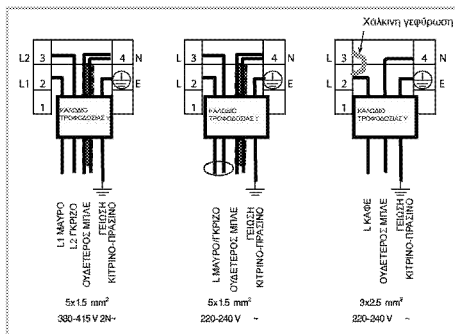 Χάλκινη γεφύρωση
L2 3 4 N
L1 2 E
1
ΚΑΛΩΔΙΟ
ΤΡΟΦΟΔΟΣΙΑΣ Υ
L1 ΜΑΥΡΟ
L2 ΓΚΡΙΖΟ
ΟΥΔΕΤΕΡΟΣ ΜΠΛΕ
ΓΕΙΩΣΗ
ΚΙΤΡΙΝΟ-ΠΡΑΣΙΝΟ
5x1.5 mm²
380-415 V 2N~
L 3 4 N
L 2 E
1
ΚΑΛΩΔΙΟ
ΤΡΟΦΟΔΟΣΙΑΣ Υ
L ΜΑΥΡΟ/ΓΚΡΙΖΟ
ΟΥΔΕΤΕΡΟΣ ΜΠΛΕ
ΓΕΙΩΣΗ
ΚΙΤΡΙΝΟ-ΠΡΑΣΙΝΟ
5x1.5 mm²
220-240 V ~
L 3 4 N
L 2 E
1
ΚΑΛΩΔΙΟ
ΤΡΟΦΟΔΟΣΙΑΣ Υ
L ΚΑΦΕ
ΟΥΔΕΤΕΡΟΣ ΜΠΛΕ
ΓΕΙΩΣΗ
ΚΙΤΡΙΝΟ-ΠΡΑΣΙΝΟ
3x2.5 mm²
220-240 V ~